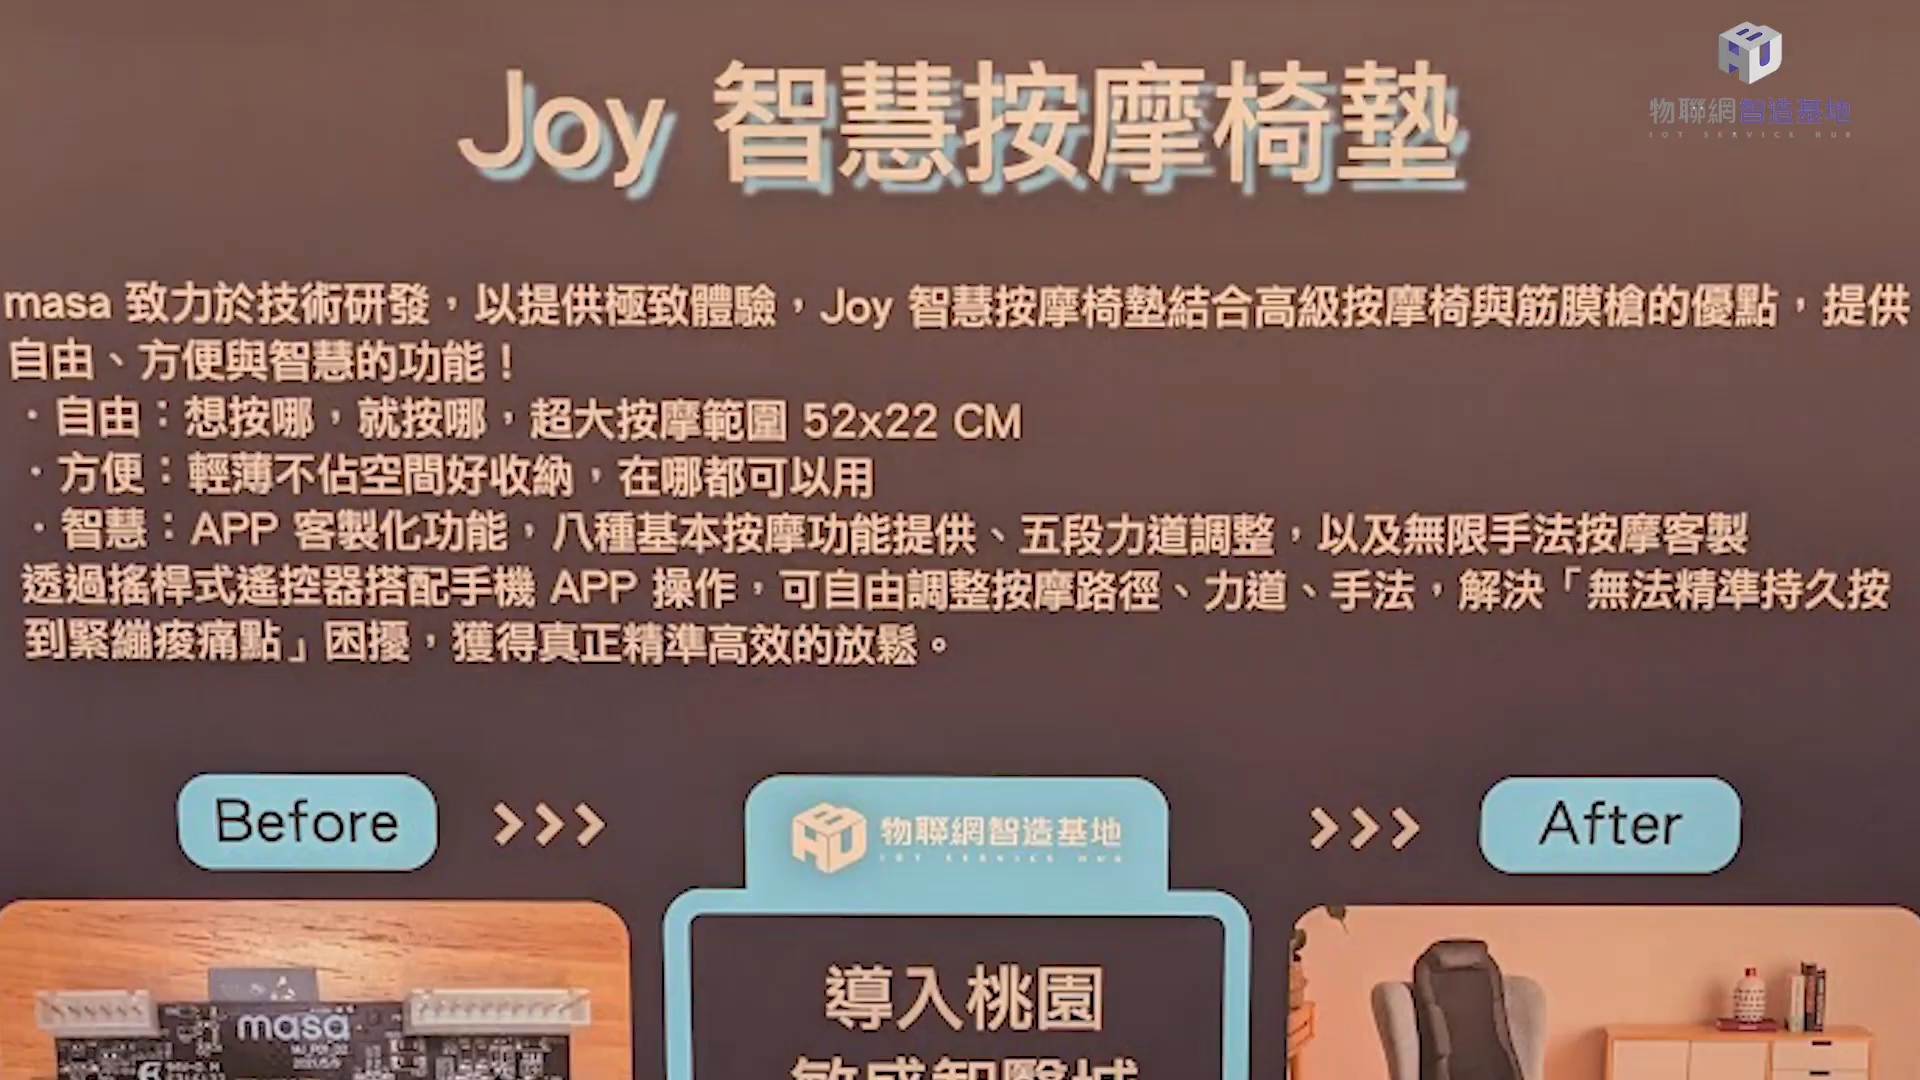 物聯網智造基地
IOT SERVICE HUB
Joy 智慧按摩椅墊
masa 致力於技術研發，以提供極致體驗，Joy 智慧按摩椅墊結合高級按摩椅與筋膜槍的優點，提供
自由、方便與智慧的功能！
・自由：想按哪，就按哪，超大按摩範圍 52x22 CM
・方便：輕薄不佔空間好收納，在哪都可以用
・智慧：APP 客製化功能，八種基本按摩功能提供、五段力道調整，以及無限手法按摩客製
透過搖桿式遙控器搭配手機 APP 操作，可自由調整按摩路徑、力道、手法，解決「無法精準持久按
到緊繃痠痛點」困擾，獲得真正精準高效的放鬆。
Before
物聯網智造基地
IOT SERVICE HUB
After
導入桃園
masa